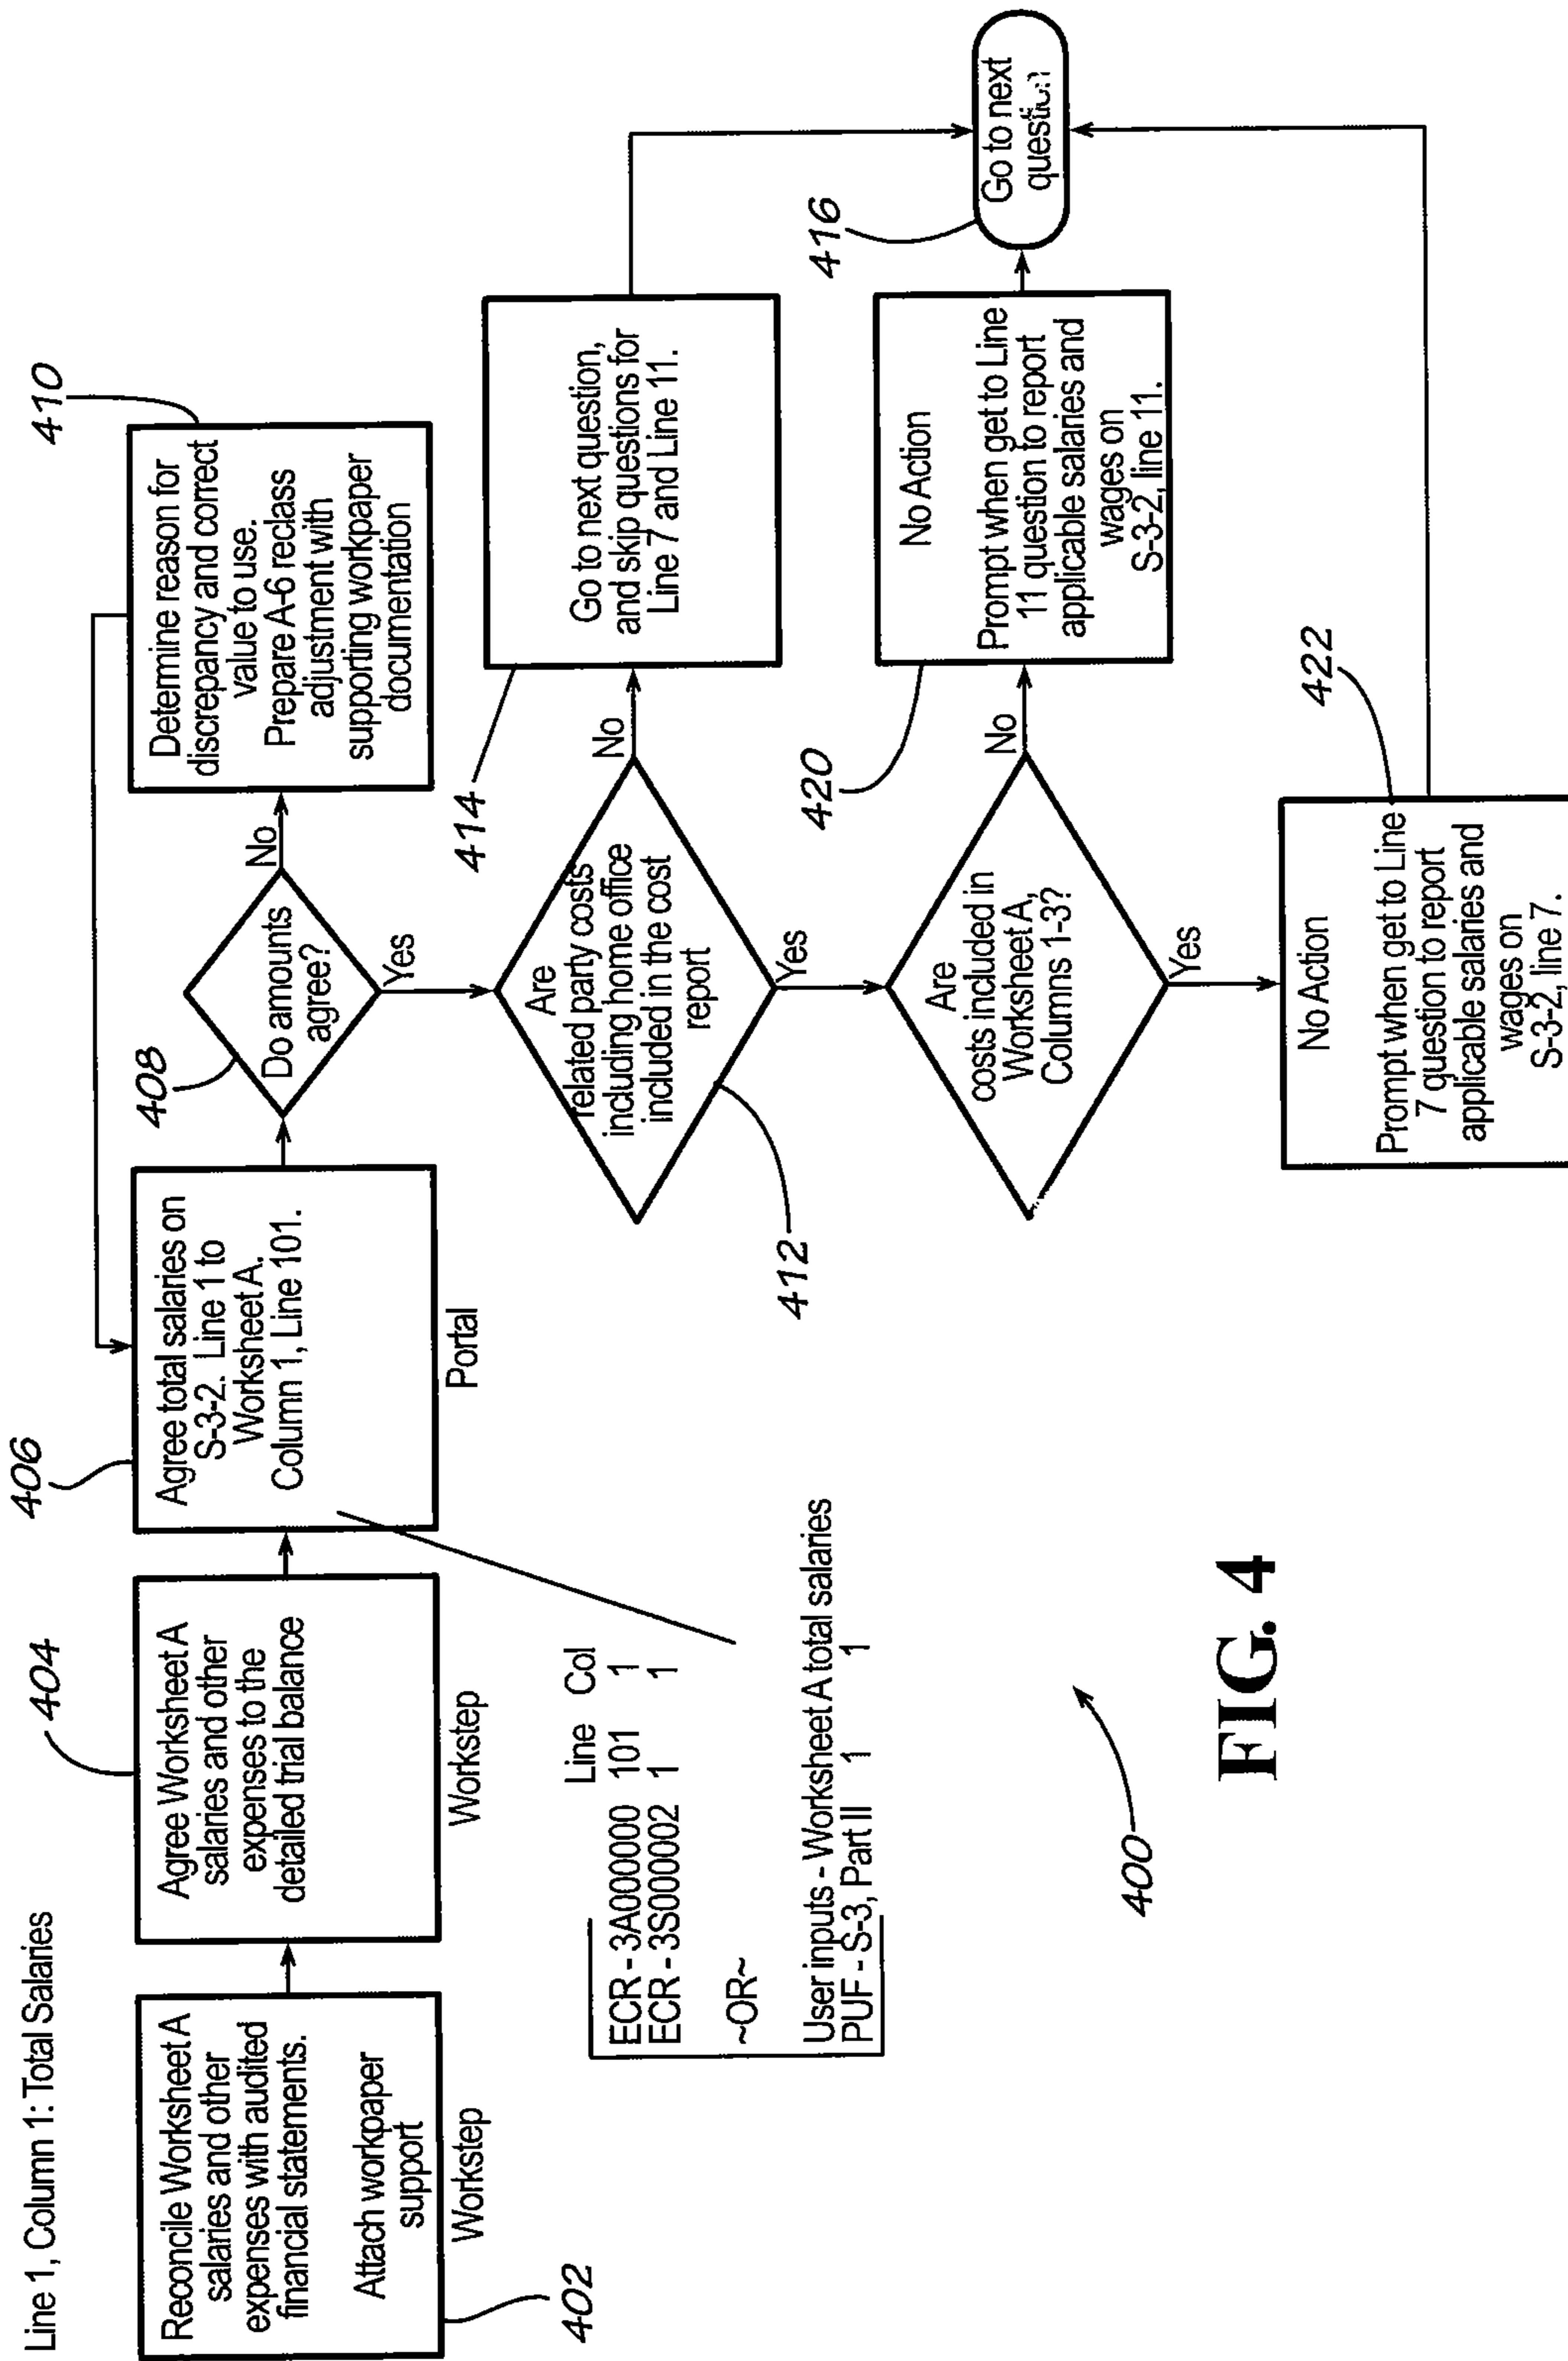 Line 1, Column 1: Total Salaries
402
Reconcile Worksheet A
salaries and other
expenses with audited
financial statements.
Attach workpaper
support
Workstep
404
Agree Worksheet A
salaries and other
expenses to the
detailed trial balance
Workstep
406
Agree total salaries on
S-3-2. Line 1 to
Worksheet A.
Column 1, Line 101.
Portal
408
Do amounts
agree?
No
Yes
410
Determine reason for
discrepancy and correct
value to use.
Prepare A-6 reclass
adjustment with
supporting workpaper
documentation
Line Col
ECR - 3A00000 101 1
ECR - 3S000002 1 1
~OR~
User inputs - Worksheet A total salaries
PUF - S-3, Part II 1 1
412
Are
related party costs
including home office
included in the cost
report
No
Yes
414
Go to next question,
and skip questions for
Line 7 and Line 11.
416
Go to next
question
Are
costs included in
Worksheet A,
Columns 1-3?
No
Yes
420
No Action
Prompt when get to Line
11 question to report
applicable salaries and
wages on
S-3-2, line 11.
422
No Action
Prompt when get to Line
7 question to report
applicable salaries and
wages on
S-3-2, line 7.
400
FIG. 4